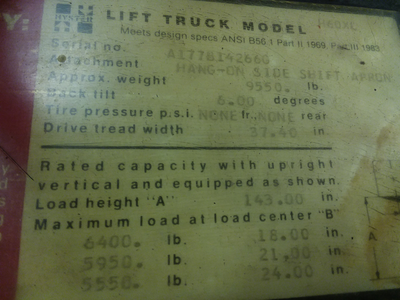 HYSTER
LIFT TRUCK MODEL H60XL
Meets design specs ANSI B56.1 Part II 1969, Part III 1983
Serial no. A177B14266G
Attachment HANG-ON SIDE SHIFT APRON
Approx. weight 9550. lb.
Back tilt 6.00 degrees
Tire pressure p.s.i. NONE fr. NONE rear
Drive tread width 37.40 in.
Rated capacity with upright
vertical and equipped as shown.
Load height "A" 143.00 in.
Maximum load at load center "B"
6400. lb. 18.00 in.
5950. lb. 21.00 in.
5550. lb. 24.00 in.
A